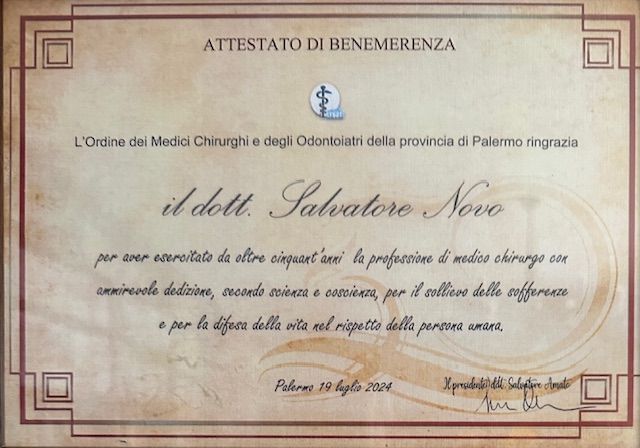 ATTESTATO DI BENEMERENZA
L'Ordine dei Medici Chirurghi e degli Odontoiatri della provincia di Palermo ringrazia
il dott. Salvatore Novo
per aver esercitato da oltre cinquant'anni la professione di medico chirurgo con
ammirevole dedizione, secondo scienza e coscienza, per il sollievo delle sofferenze
e per la difesa della vita nel rispetto della persona umana.
Palermo 19 luglio 2024
Il presidente dott. Salvatore Amato